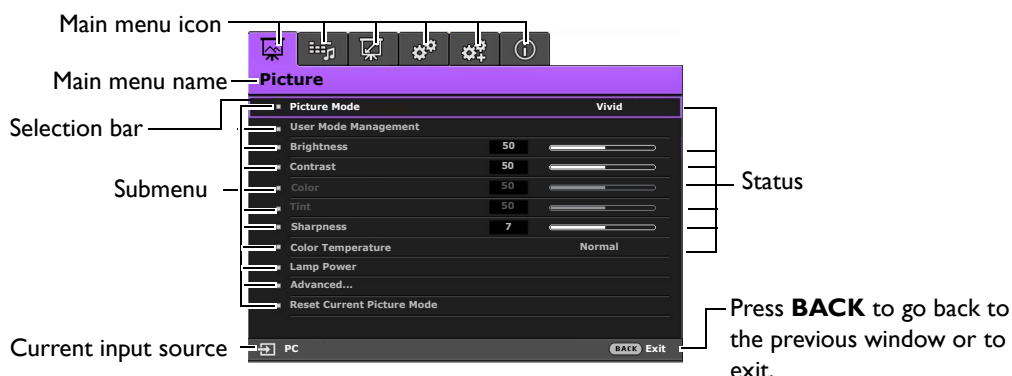 Main menu icon
Main menu name
Picture
Selection bar
Picture Mode Vivid
User Mode Management
Brightness 50
Contrast 50
Submenu
Color 50
Status
Tint 50
Sharpness 7
Color Temperature Normal
Lamp Power
Advanced...
Reset Current Picture Mode
Current input source
PC
BACK Exit
Press BACK to go back to
the previous window or to
exit.